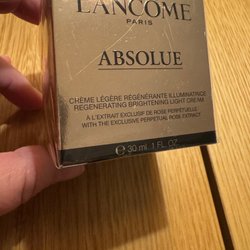 LANCÔME
PARIS
ABSOLUE
CRÈME LÉGÈRE RÉGÉNÉRANTE ILLUMINATRICE
REGENERATING BRIGHTENING LIGHT CREAM
À L'EXTRAIT EXCLUSIF DE ROSE PERPÉTUELLE
WITH THE EXCLUSIVE PERPETUAL ROSE EXTRACT
e 30 ml. 1 FL. OZ.